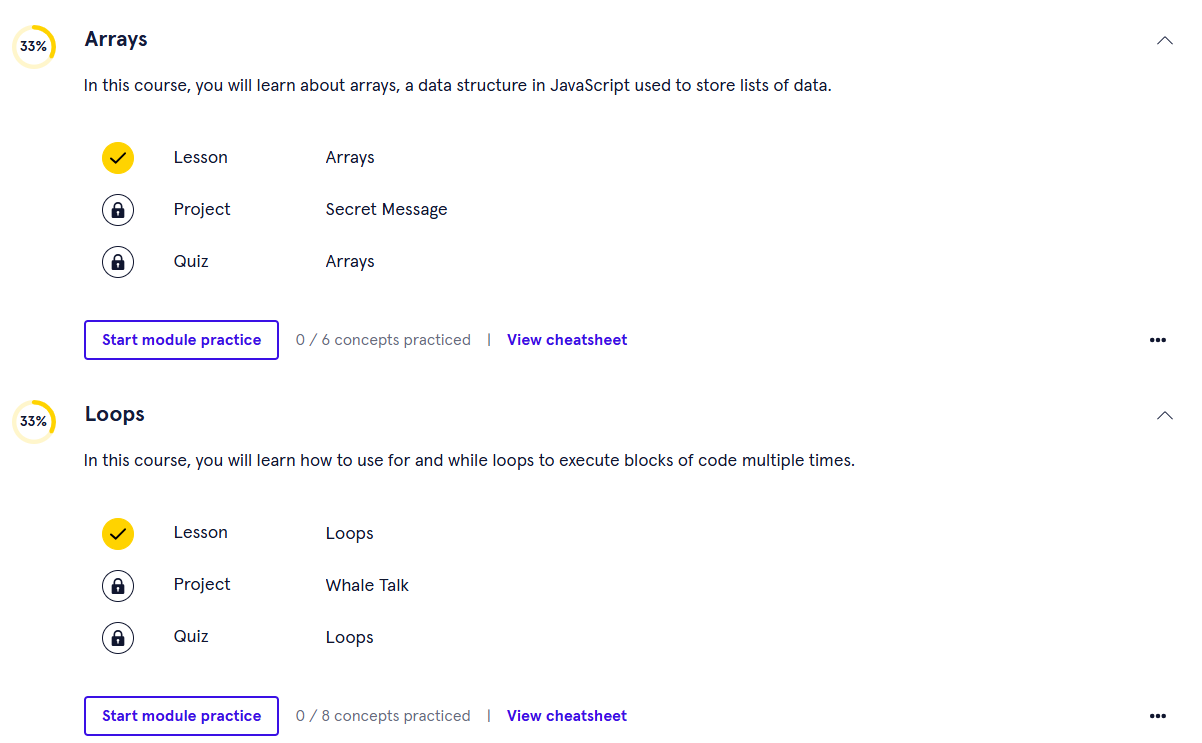 33%
Arrays
In this course, you will learn about arrays, a data structure in JavaScript used to store lists of data.
Lesson Arrays
Project Secret Message
Quiz Arrays
Start module practice 0 / 6 concepts practiced | View cheatsheet
33%
Loops
In this course, you will learn how to use for and while loops to execute blocks of code multiple times.
Lesson Loops
Project Whale Talk
Quiz Loops
Start module practice 0 / 8 concepts practiced | View cheatsheet